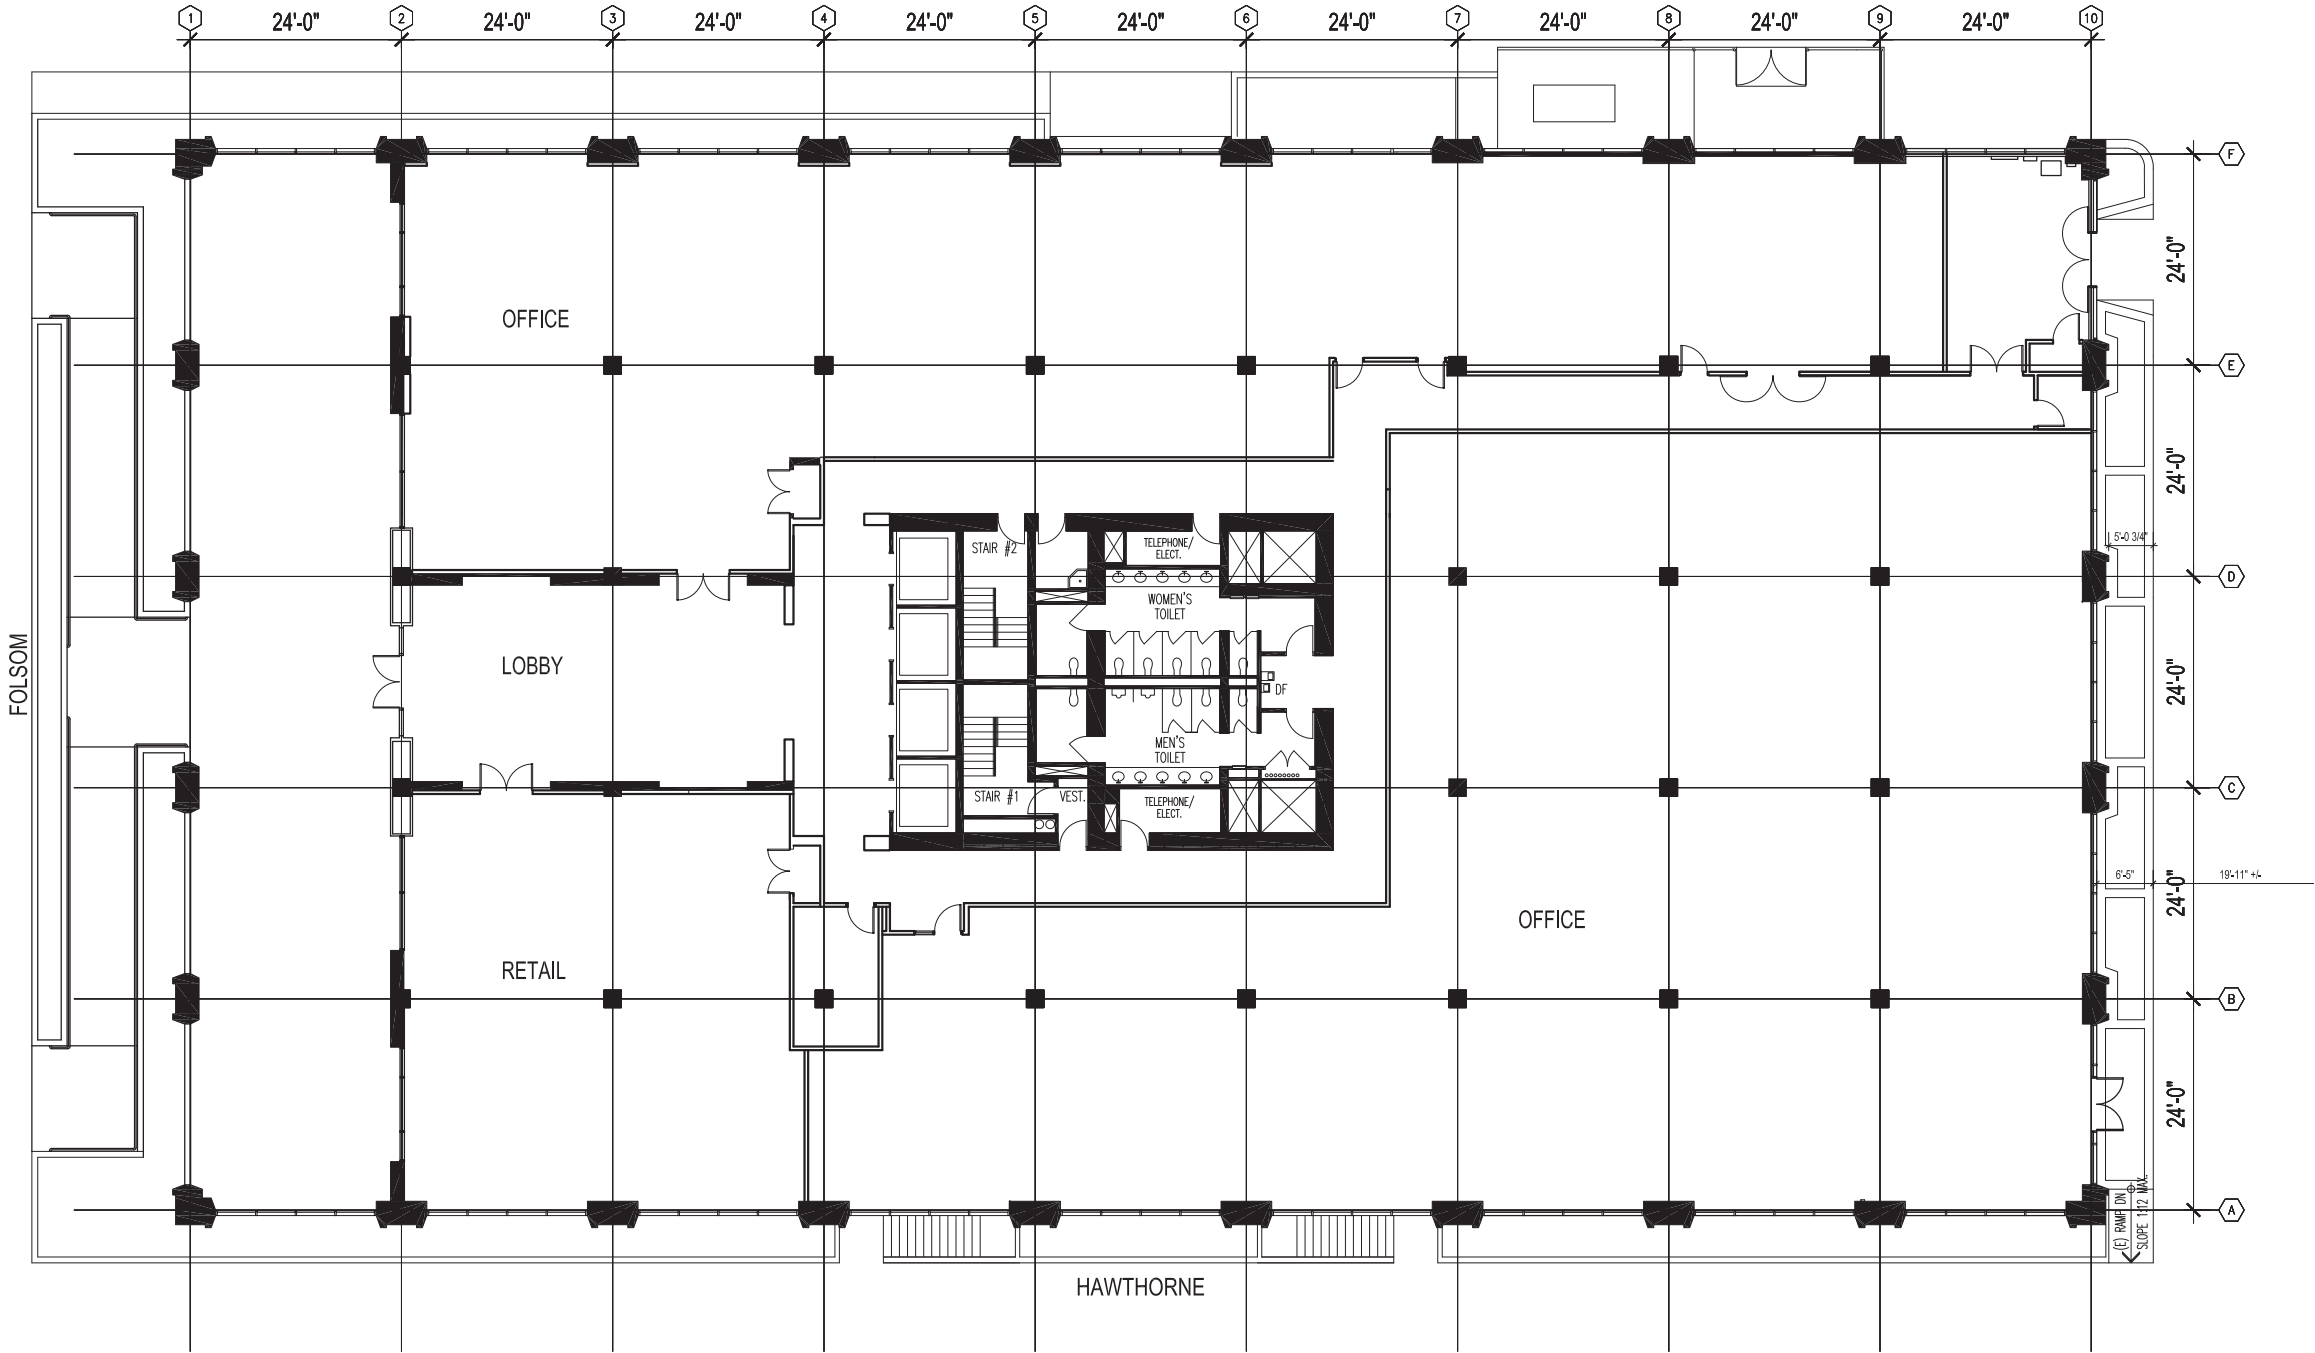 1 24'-0" 2 24'-0" 3 24'-0" 4 24'-0" 5 24'-0" 6 24'-0" 7 24'-0" 8 24'-0" 9 24'-0" 10
F
24'-0"
OFFICE
E
24'-0"
STAIR #2
TELEPHONE/
ELECT.
5'-0 3/4"
D
WOMEN'S
TOILET
24'-0"
FOLSOM
LOBBY
DF
MEN'S
TOILET
C
STAIR #1
VEST.
TELEPHONE/
ELECT.
24'-0"
6'-5"
19'-11" +/-
OFFICE
RETAIL
B
24'-0"
A
(E) RAMP DN
SLOPE 1:12 MAX.
HAWTHORNE